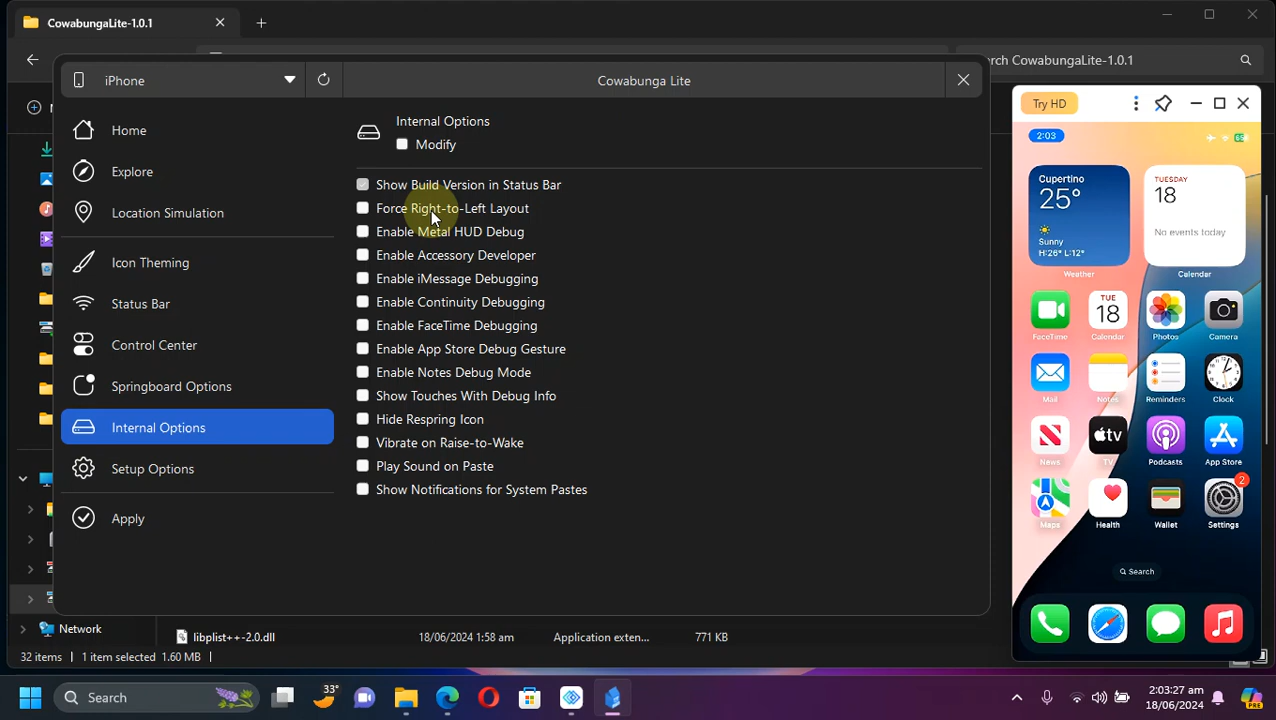 CowabungaLite-1.0.1
rch CowabungaLite-1.0.1
iPhone
Cowabunga Lite
Home
Explore
Location Simulation
Icon Theming
Status Bar
Control Center
Springboard Options
Internal Options
Setup Options
Apply
Internal Options
Modify
Show Build Version in Status Bar
Force Right-to-Left Layout
Enable Metal HUD Debug
Enable Accessory Developer
Enable iMessage Debugging
Enable Continuity Debugging
Enable FaceTime Debugging
Enable App Store Debug Gesture
Enable Notes Debug Mode
Show Touches With Debug Info
Hide Respring Icon
Vibrate on Raise-to-Wake
Play Sound on Paste
Show Notifications for System Pastes
Try HD
2:03
Cupertino
25°
Sunny
H:26° L:12°
Weather
TUESDAY
18
No events today
Calendar
TUE
18
FaceTime Calendar Photos Camera
Mail Notes Reminders Clock
tv
News TV Podcasts App Store
2
Maps Health Wallet Settings
Search
Network
libplist++-2.0.dll 18/06/2024 1:58 am Application exten... 771 KB
32 items 1 item selected 1.60 MB
Search
33°
PRE
2:03:27 am
18/06/2024